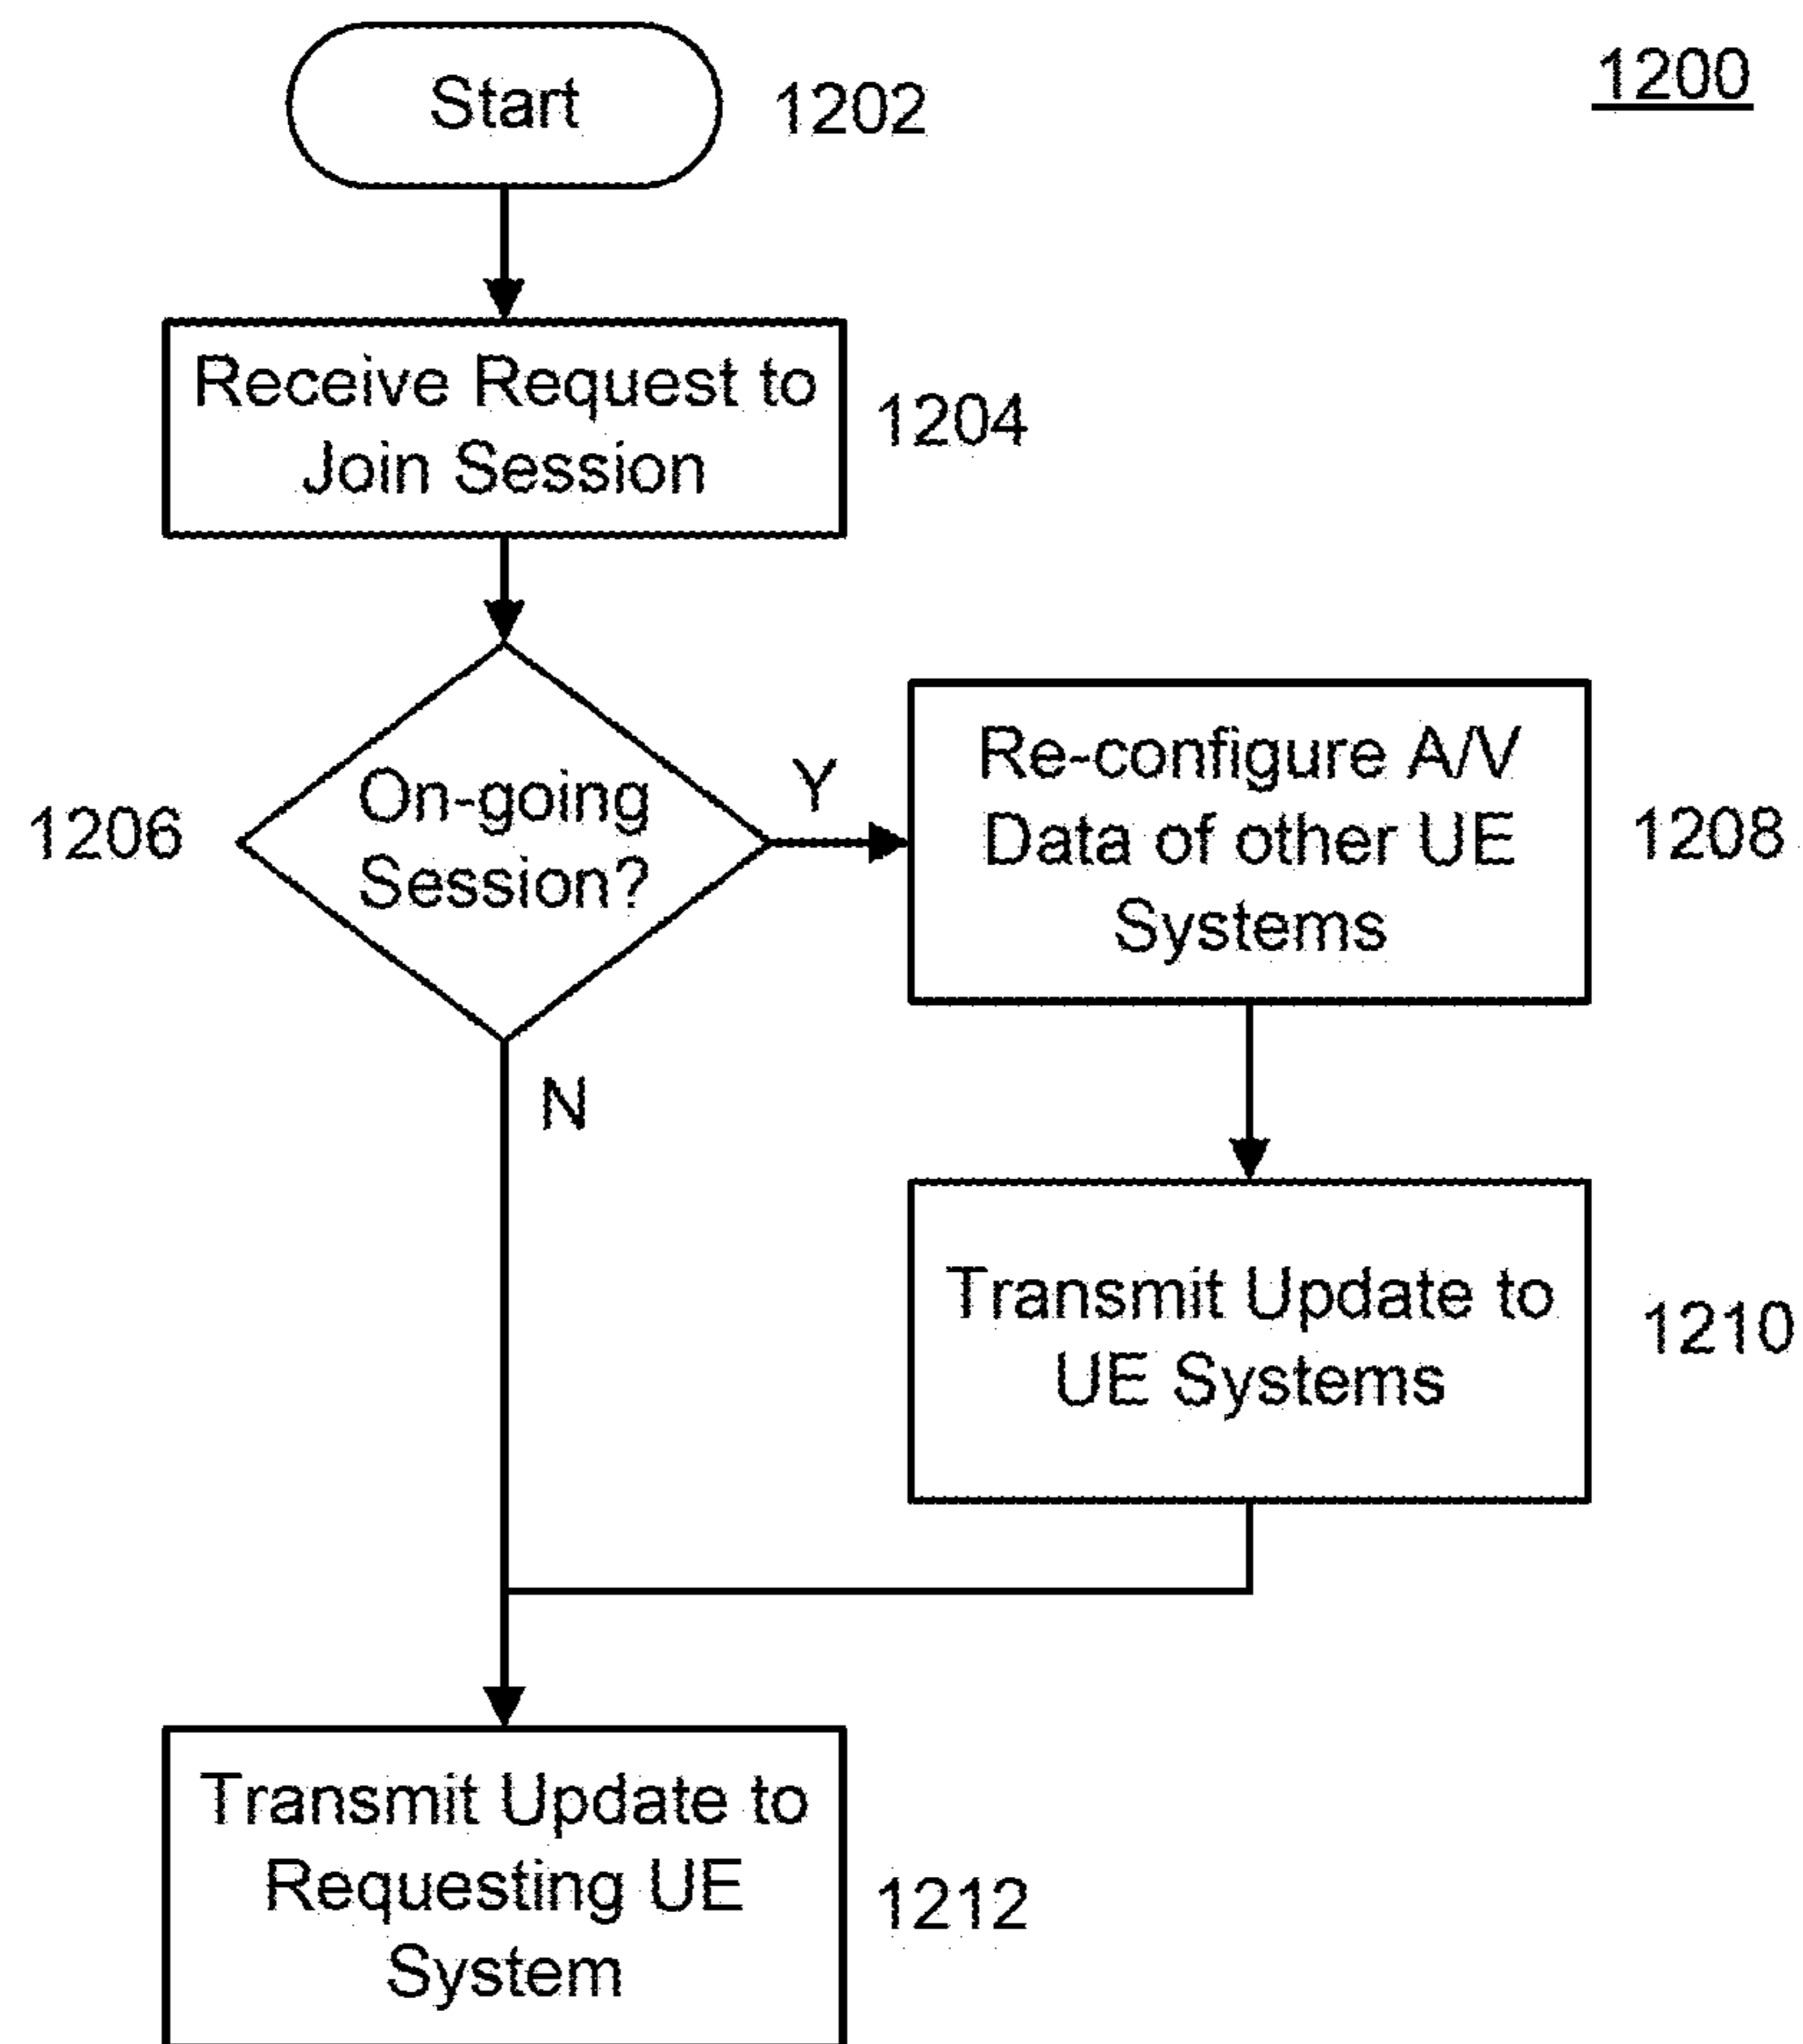 1200
Start
1202
Receive Request to
Join Session
1204
On-going
Session?
1206
Y
N
Re-configure A/V
Data of other UE
Systems
1208
Transmit Update to
UE Systems
1210
Transmit Update to
Requesting UE
System
1212